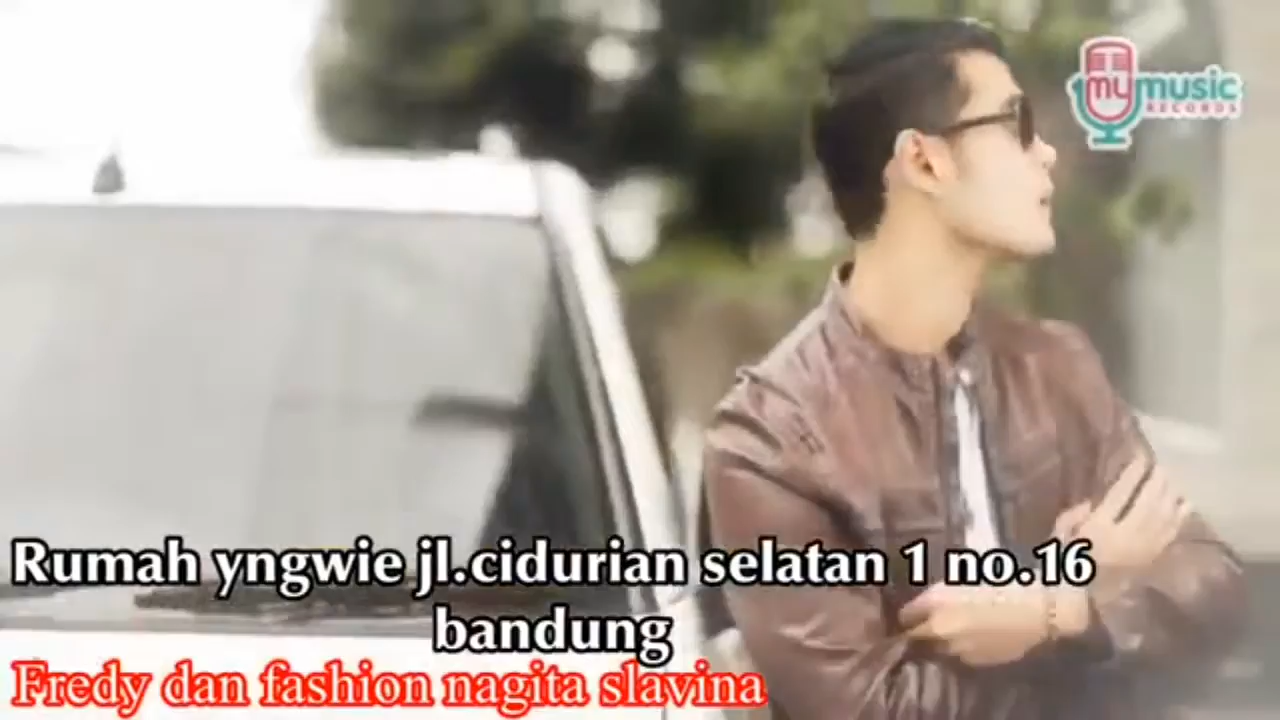 my music
RECORDS
Rumah yngwie jl.cidurian selatan 1 no.16
bandung
Fredy dan fashion nagita slavina